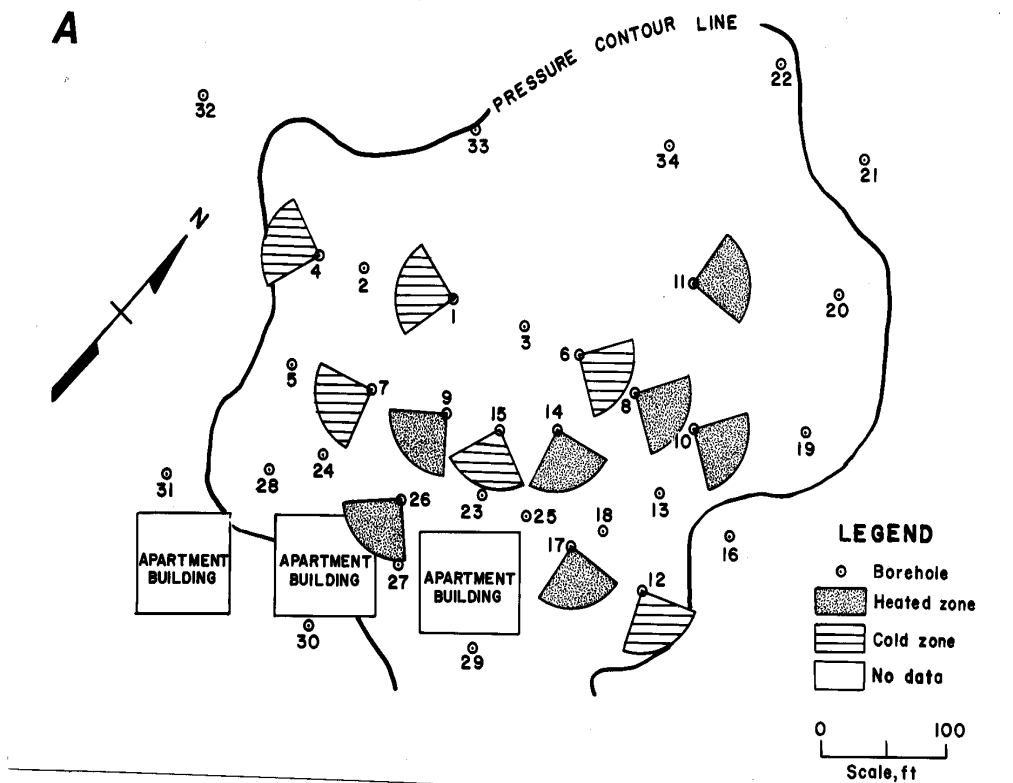 A
PRESSURE CONTOUR LINE
22
32
33
34
21
N
4
2
1
11
20
3
6
5
7
8
9
15
14
10
19
24
31
28
26
23
25
18
13
17
16
27
12
APARTMENT
BUILDING
APARTMENT
BUILDING
APARTMENT
BUILDING
30
29
LEGEND
Borehole
Heated zone
Cold zone
No data
0 100
Scale, ft